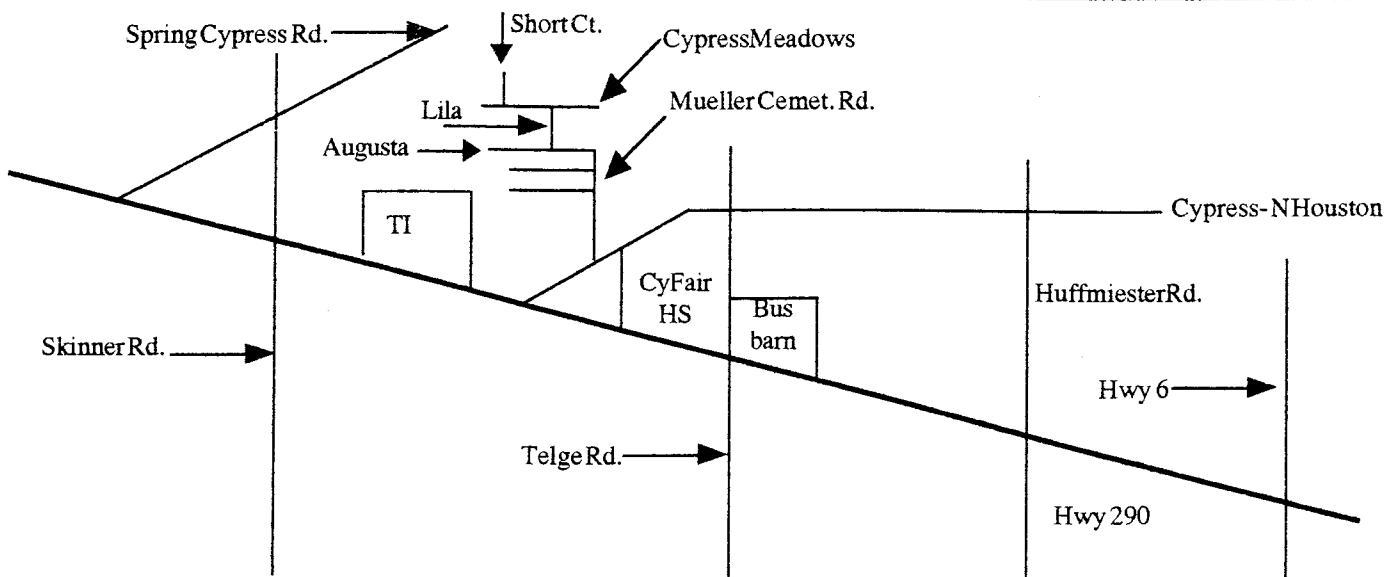 Short Ct.
Spring Cypress Rd.
Cypress Meadows
Mueller Cemet. Rd.
Lila
Augusta
TI
Cypress-N Houston
CyFair
HS
Bus
barn
Huffmiester Rd.
Skinner Rd.
Hwy 6
Telge Rd.
Hwy 290